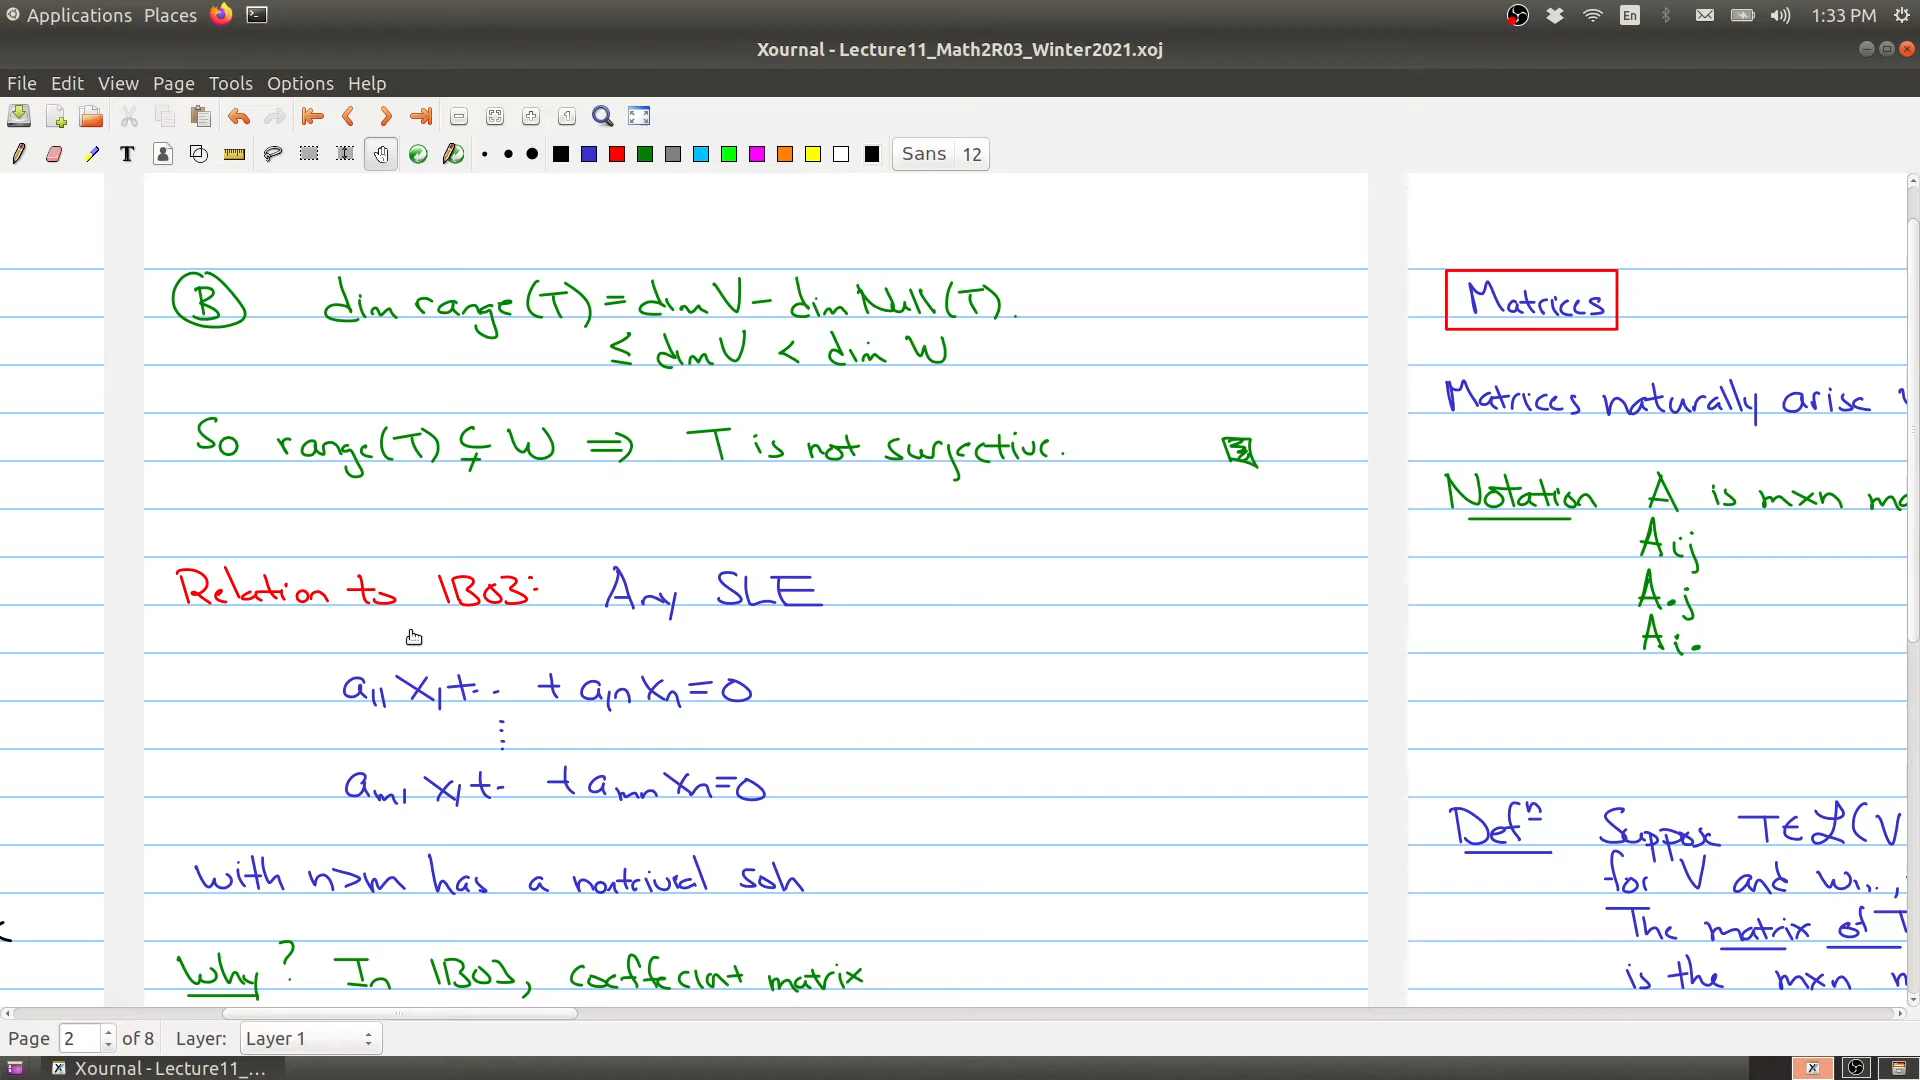 Applications Places En 1:33 PM
Xournal - Lecture11_Math2R03_Winter2021.xoj
File Edit View Page Tools Options Help
Sans 12
B dim range(T) = dim V - dim Null(T).
≤ dim V < dim W
So range(T) ⊊ W ⇒ T is not surjective.
Relation to 1B03: Any SLE
a11 x1 + .. + a1n xn = 0
⋮
am1 x1 + .. + amn xn = 0
with n>m has a nontrivial soln
Why? In 1B03, coefficient matrix
Matrices
Matrices naturally arise
Notation A is m×n ma
Aij
A•j
Ai•
Defn Suppose T∈ℒ(V
for V and w1,..,
The matrix of T
is the m×n m
Page 2 of 8 Layer: Layer 1
Xournal - Lecture11_...